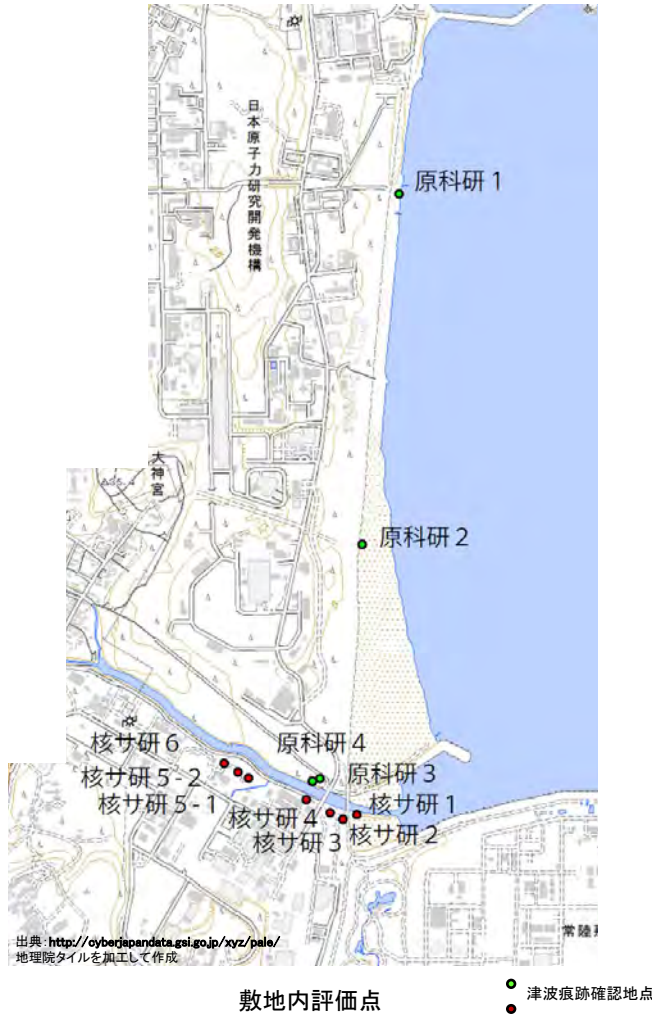 日本原子力研究開発機構
原科研1
大神宮
原科研2
核サ研6
原科研4
核サ研5-2
原科研3
核サ研5-1
核サ研4
核サ研1
核サ研3
核サ研2
常陸
出典:http://cyberjapandata.gsi.go.jp/xyz/pale/
地理院タイルを加工して作成
敷地内評価点
津波痕跡確認地点